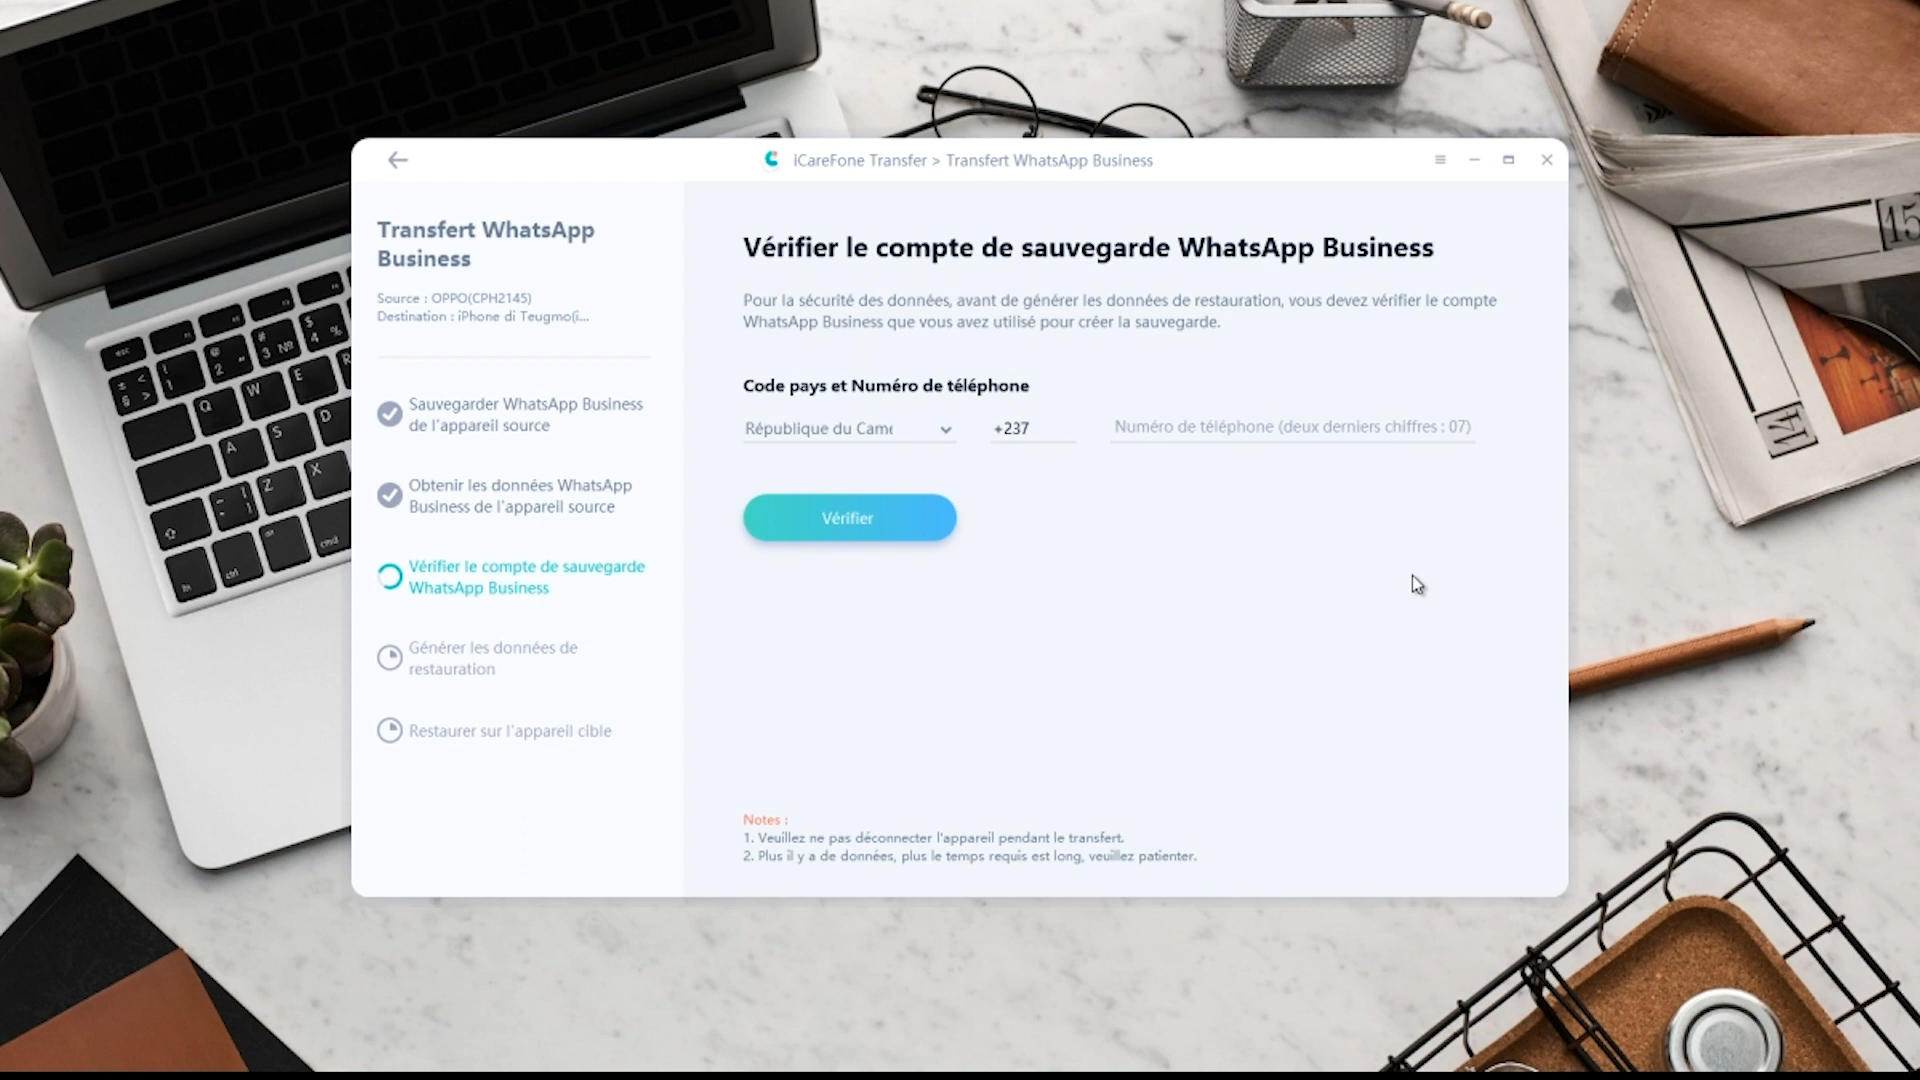 iCareFone Transfer > Transfert WhatsApp Business
Transfert WhatsApp
Business
Source : OPPO(CPH2145)
Destination : iPhone di Teugmo(i...
Sauvegarder WhatsApp Business
de l'appareil source
Obtenir les données WhatsApp
Business de l'appareil source
Vérifier le compte de sauvegarde
WhatsApp Business
Générer les données de
restauration
Restaurer sur l'appareil cible
Vérifier le compte de sauvegarde WhatsApp Business
Pour la sécurité des données, avant de générer les données de restauration, vous devez vérifier le compte
WhatsApp Business que vous avez utilisé pour créer la sauvegarde.
Code pays et Numéro de téléphone
République du Came
+237
Numéro de téléphone (deux derniers chiffres : 07)
Vérifier
Notes :
1. Veuillez ne pas déconnecter l'appareil pendant le transfert.
2. Plus il y a de données, plus le temps requis est long, veuillez patienter.
15